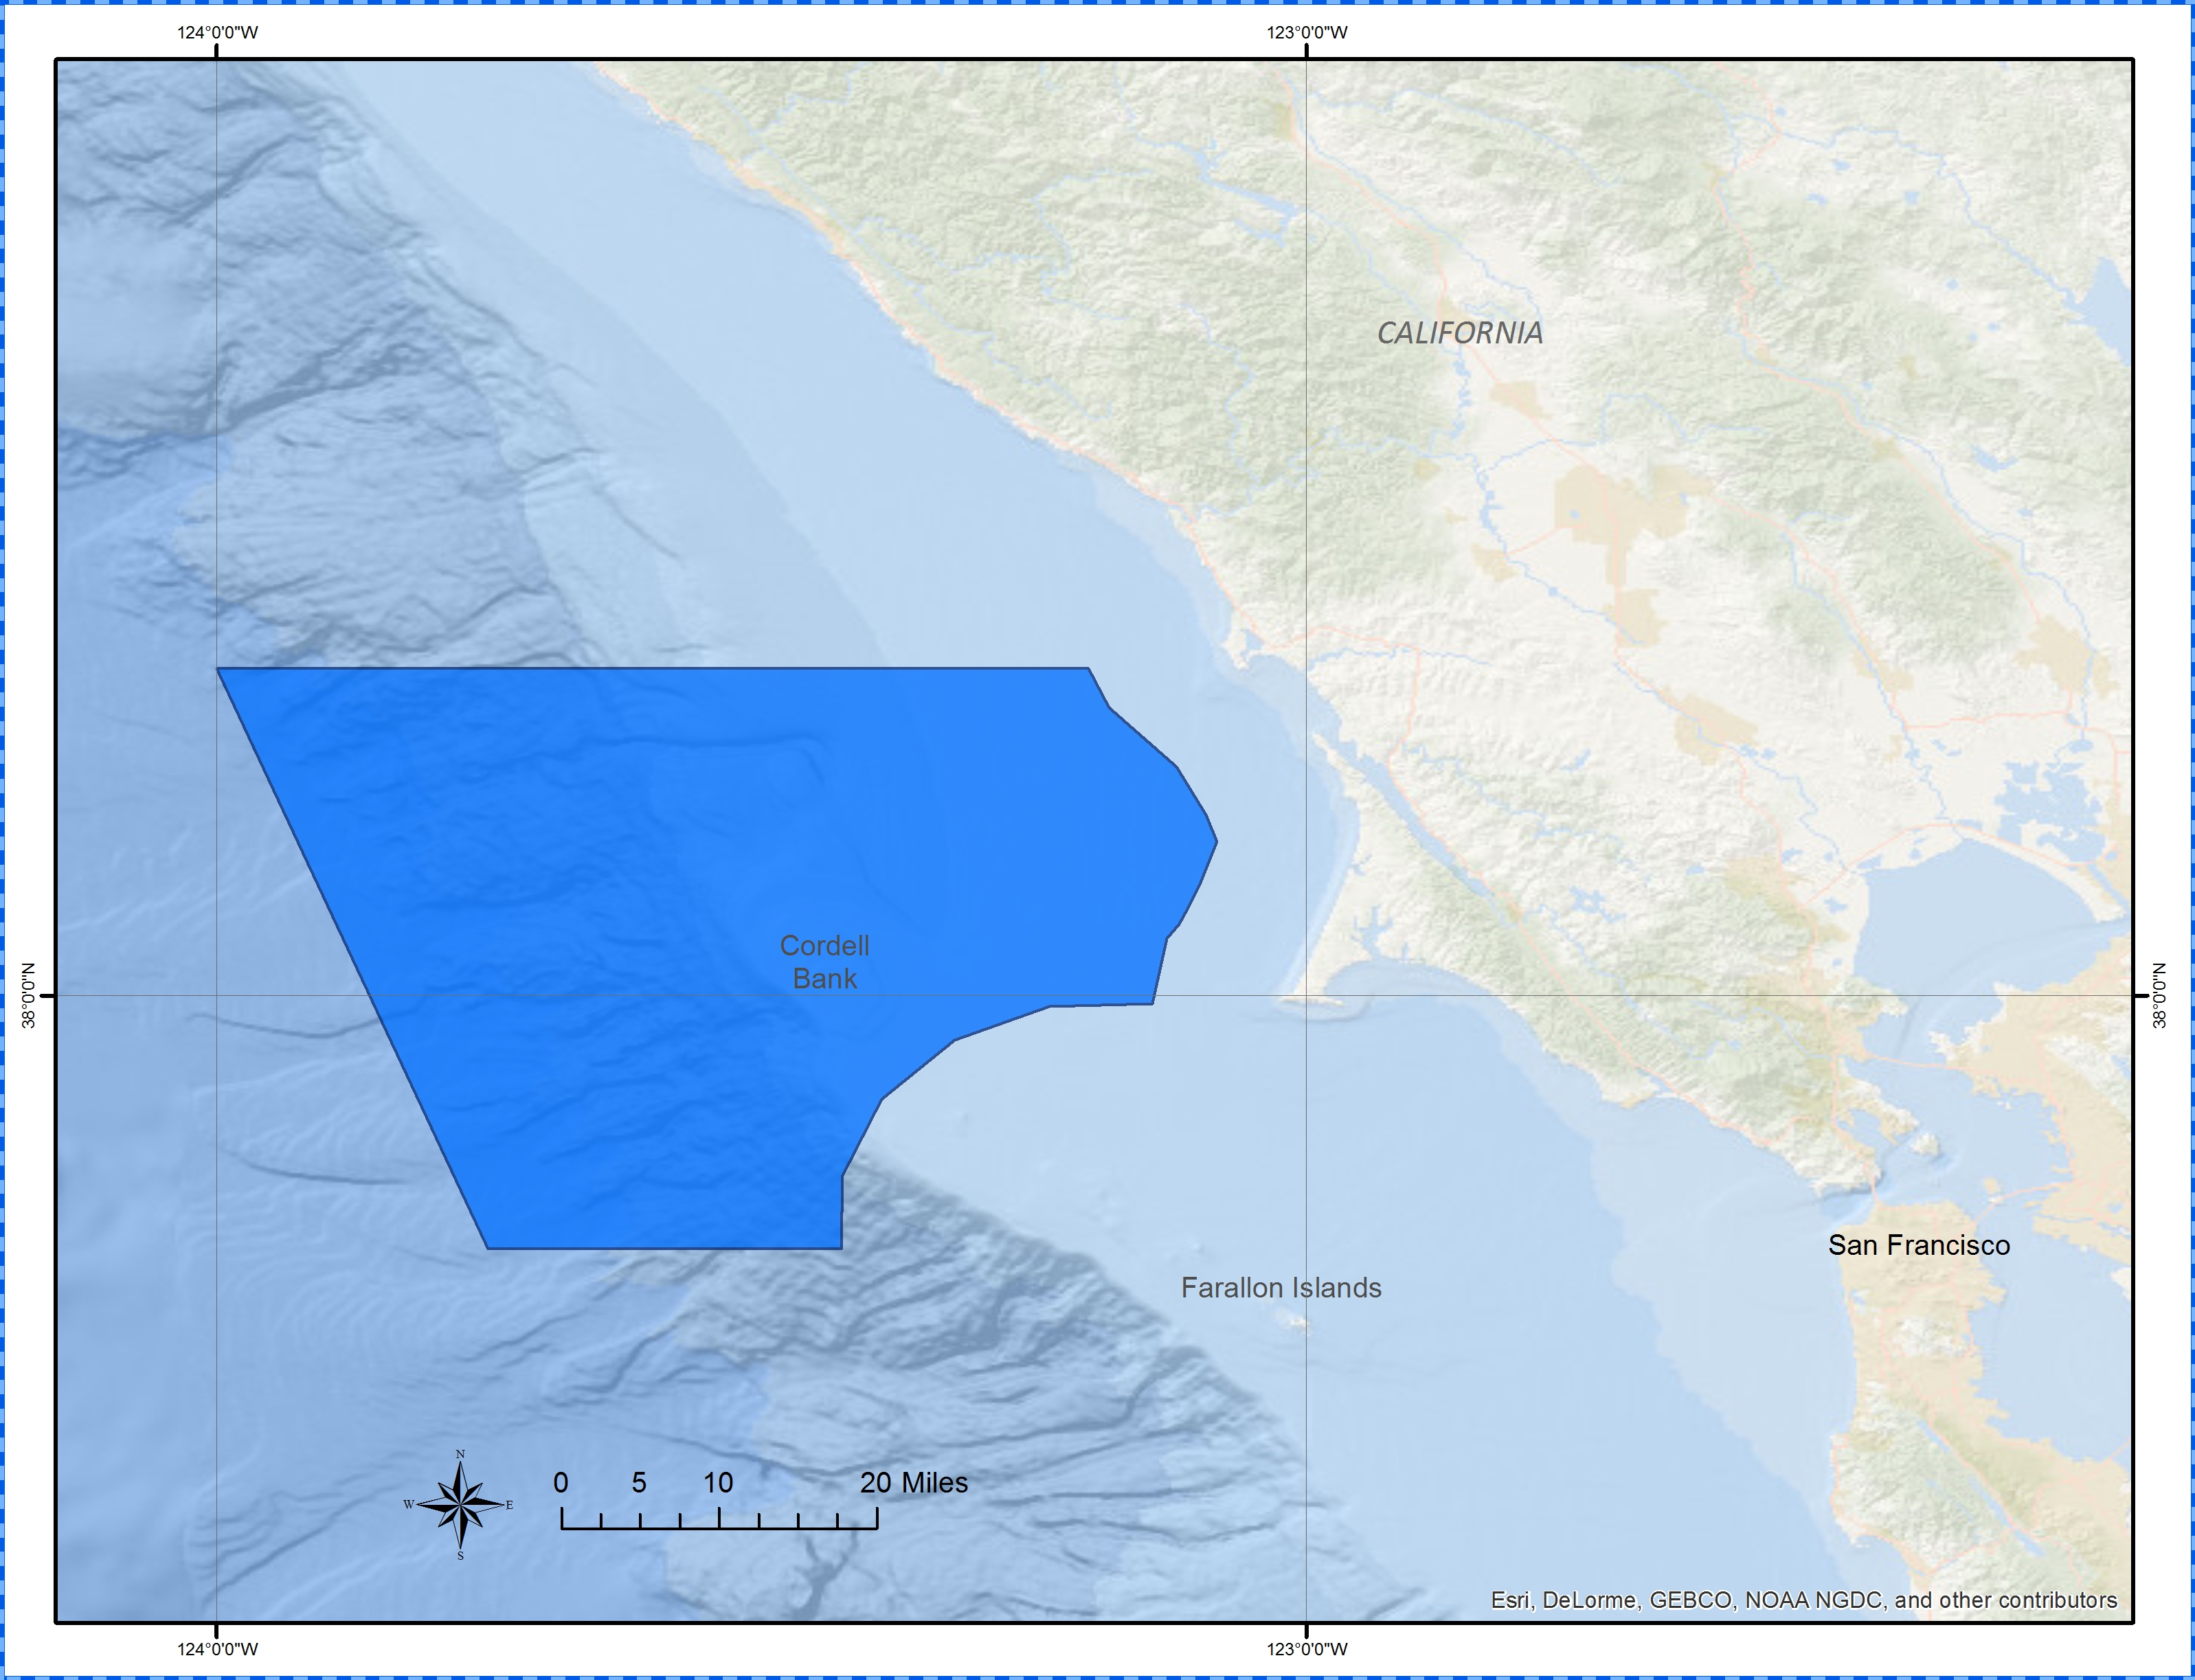 124°0'0"W
123°0'0"W
CALIFORNIA
Cordell
Bank
38°0'0"N
38°0'0"N
San Francisco
Farallon Islands
N
W
E
S
0 5 10 20 Miles
Esri, DeLorme, GEBCO, NOAA NGDC, and other contributors
124°0'0"W
123°0'0"W